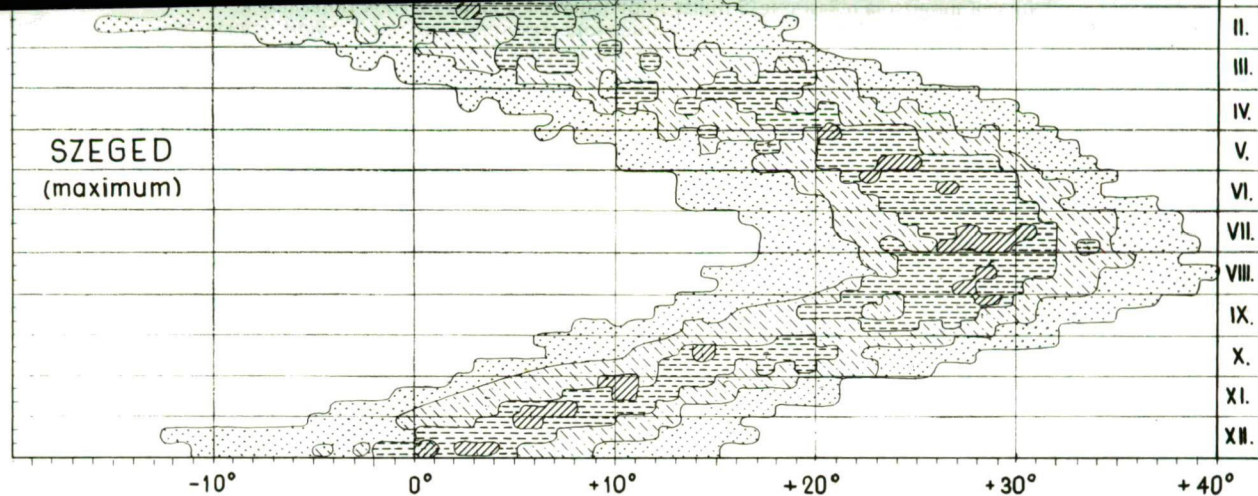 II.
III.
IV.
SZEGED
V.
(maximum)
VI.
VII.
VIII.
IX.
X.
XI.
XII.
-10° 0° +10° +20° +30° +40°